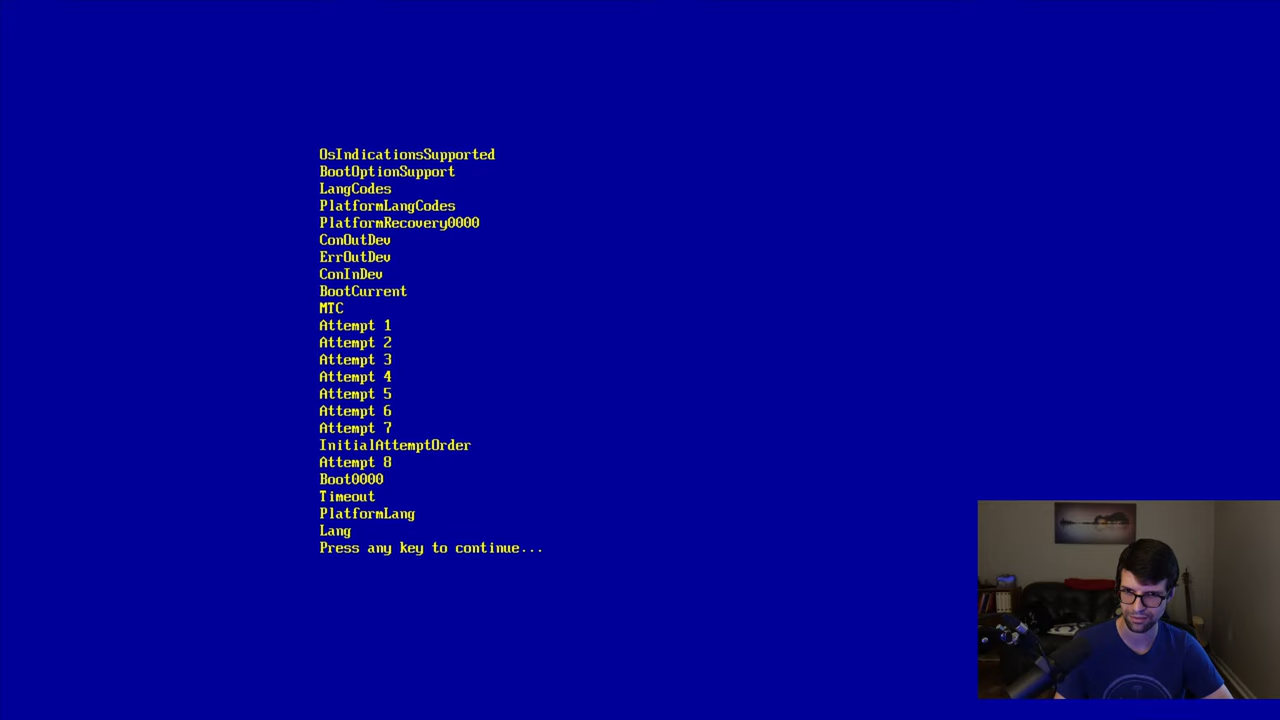 OsIndicationsSupported
BootOptionSupport
LangCodes
PlatformLangCodes
PlatformRecovery0000
ConOutDev
ErrOutDev
ConInDev
BootCurrent
MTC
Attempt 1
Attempt 2
Attempt 3
Attempt 4
Attempt 5
Attempt 6
Attempt 7
InitialAttemptOrder
Attempt 8
Boot0000
Timeout
PlatformLang
Lang
Press any key to continue...